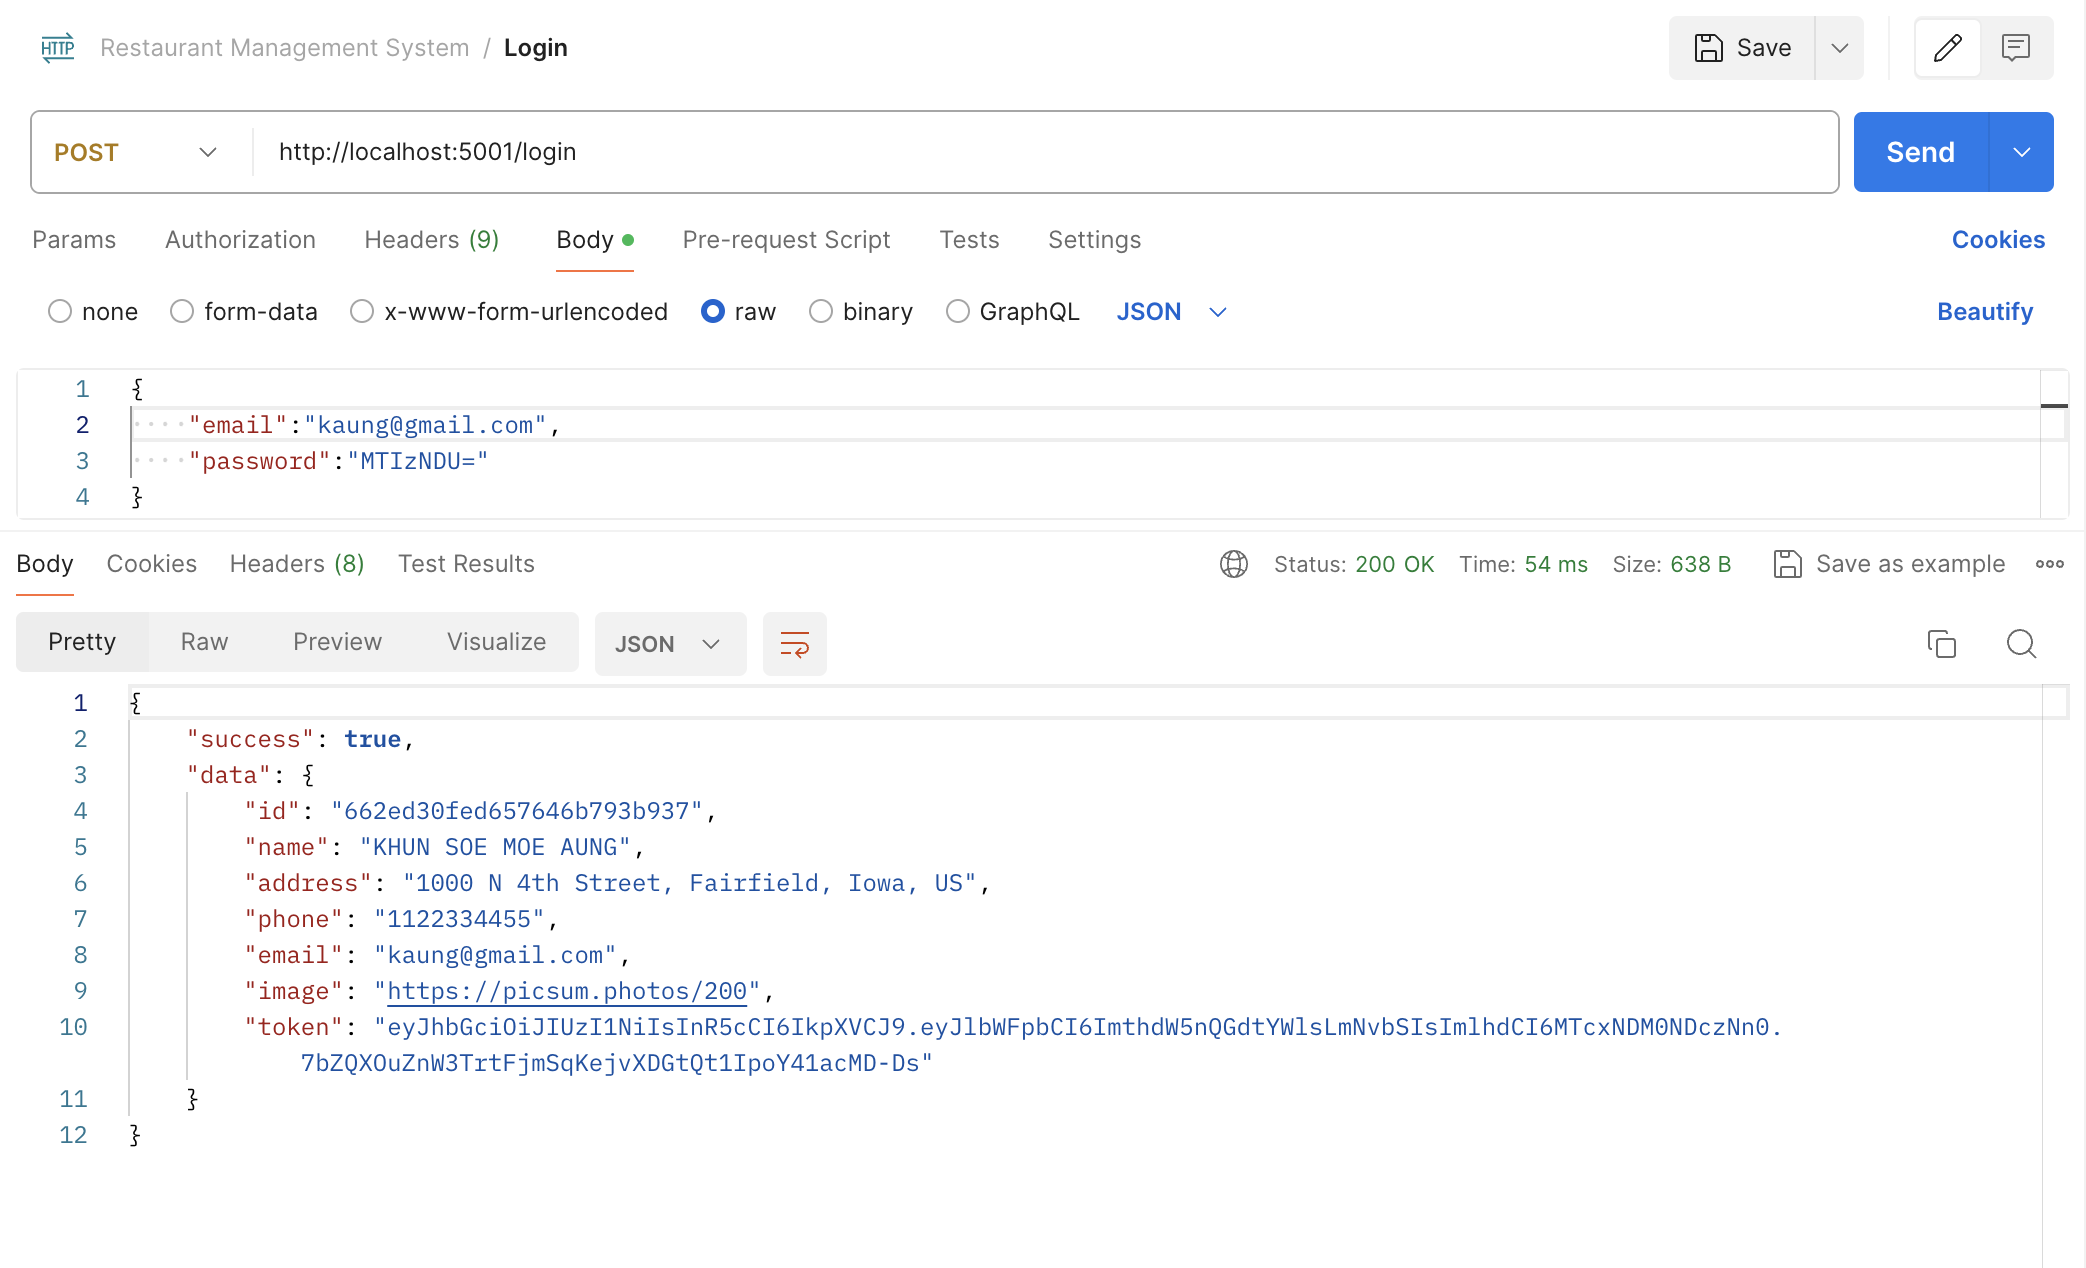 HTTP Restaurant Management System / Login Save
POST http://localhost:5001/login Send
Params Authorization Headers (9) Body Pre-request Script Tests Settings Cookies
none form-data x-www-form-urlencoded raw binary GraphQL JSON Beautify
1 {
2 ····"email":"kaung@gmail.com",
3 ····"password":"MTIzNDU="
4 }
Body Cookies Headers (8) Test Results Status: 200 OK Time: 54 ms Size: 638 B Save as example
Pretty Raw Preview Visualize JSON
1 {
2 "success": true,
3 "data": {
4 "id": "662ed30fed657646b793b937",
5 "name": "KHUN SOE MOE AUNG",
6 "address": "1000 N 4th Street, Fairfield, Iowa, US",
7 "phone": "1122334455",
8 "email": "kaung@gmail.com",
9 "image": "https://picsum.photos/200",
10 "token": "eyJhbGciOiJIUzI1NiIsInR5cCI6IkpXVCJ9.eyJlbWFpbCI6ImthdW5nQGdtYWlsLmNvbSIsImlhdCI6MTcxNDM0NDczNn0.
7bZQXOuZnW3TrtFjmSqKejvXDGtQt1IpoY41acMD-Ds"
11 }
12 }